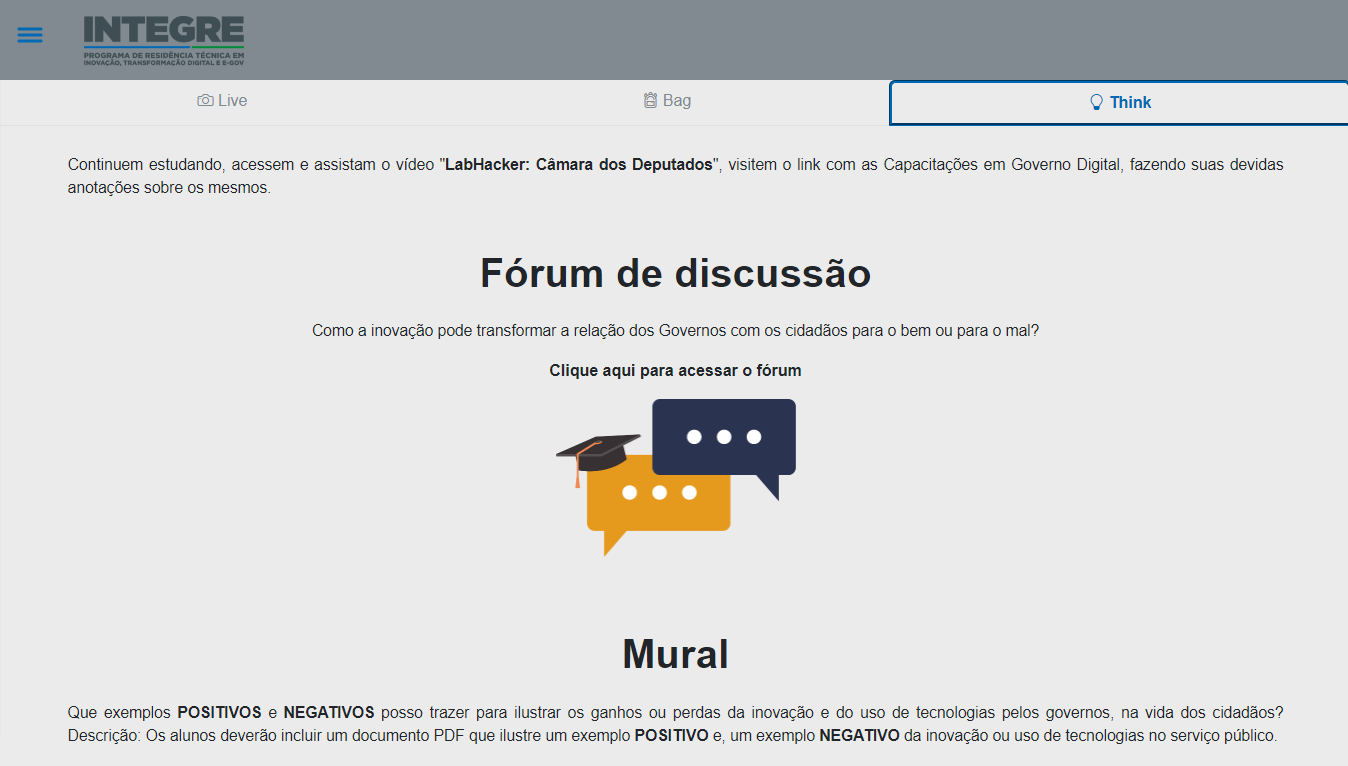 INTEGRE
PROGRAMA DE RESIDÊNCIA TÉCNICA EM
INOVAÇÃO, TRANSFORMAÇÃO DIGITAL E E-GOV
Live
Bag
Think
Continuem estudando, acessem e assistam o vídeo "LabHacker: Câmara dos Deputados", visitem o link com as Capacitações em Governo Digital, fazendo suas devidas
anotações sobre os mesmos.
Fórum de discussão
Como a inovação pode transformar a relação dos Governos com os cidadãos para o bem ou para o mal?
Clique aqui para acessar o fórum
Mural
Que exemplos POSITIVOS e NEGATIVOS posso trazer para ilustrar os ganhos ou perdas da inovação e do uso de tecnologias pelos governos, na vida dos cidadãos?
Descrição: Os alunos deverão incluir um documento PDF que ilustre um exemplo POSITIVO e, um exemplo NEGATIVO da inovação ou uso de tecnologias no serviço público.